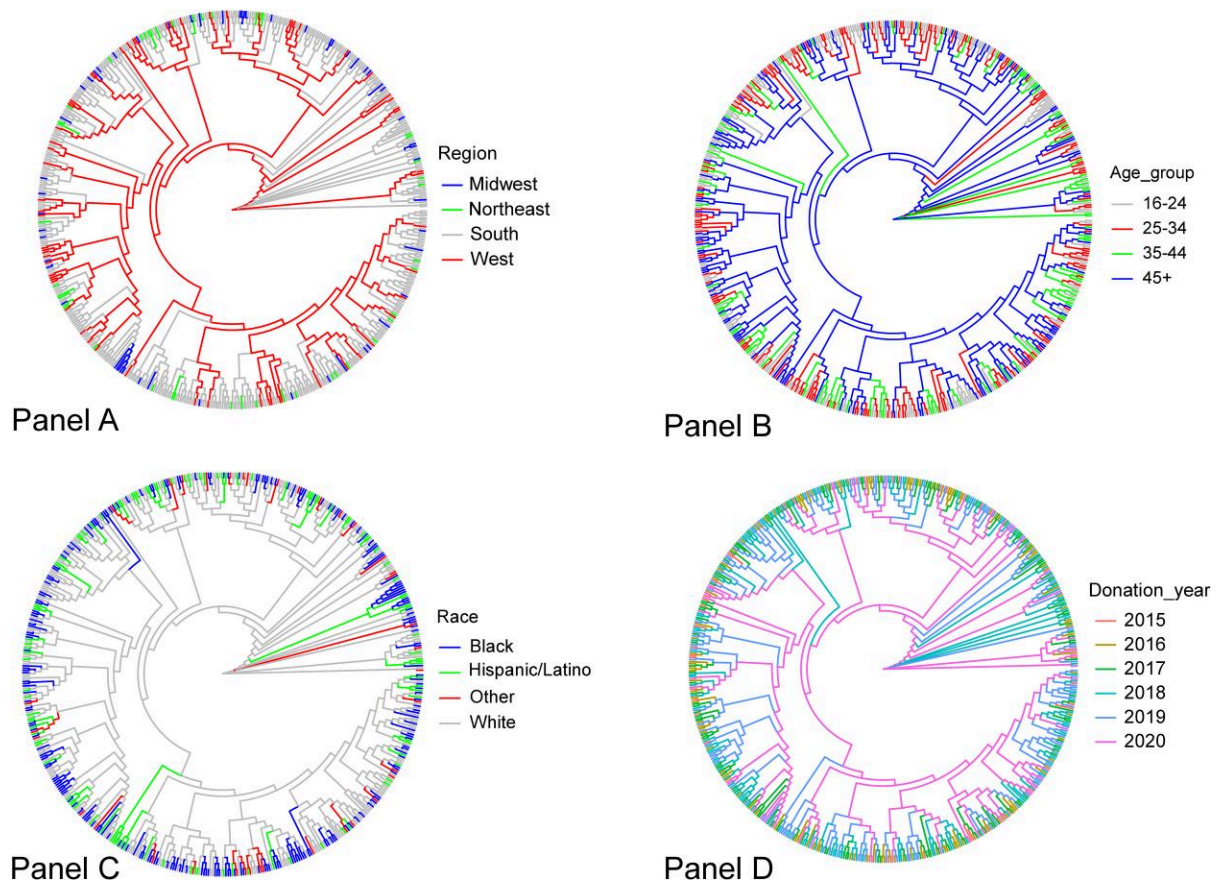 Region
Midwest
Northeast
South
West
Panel A
Age_group
16-24
25-34
35-44
45+
Panel B
Race
Black
Hispanic/Latino
Other
White
Panel C
Donation_year
2015
2016
2017
2018
2019
2020
Panel D